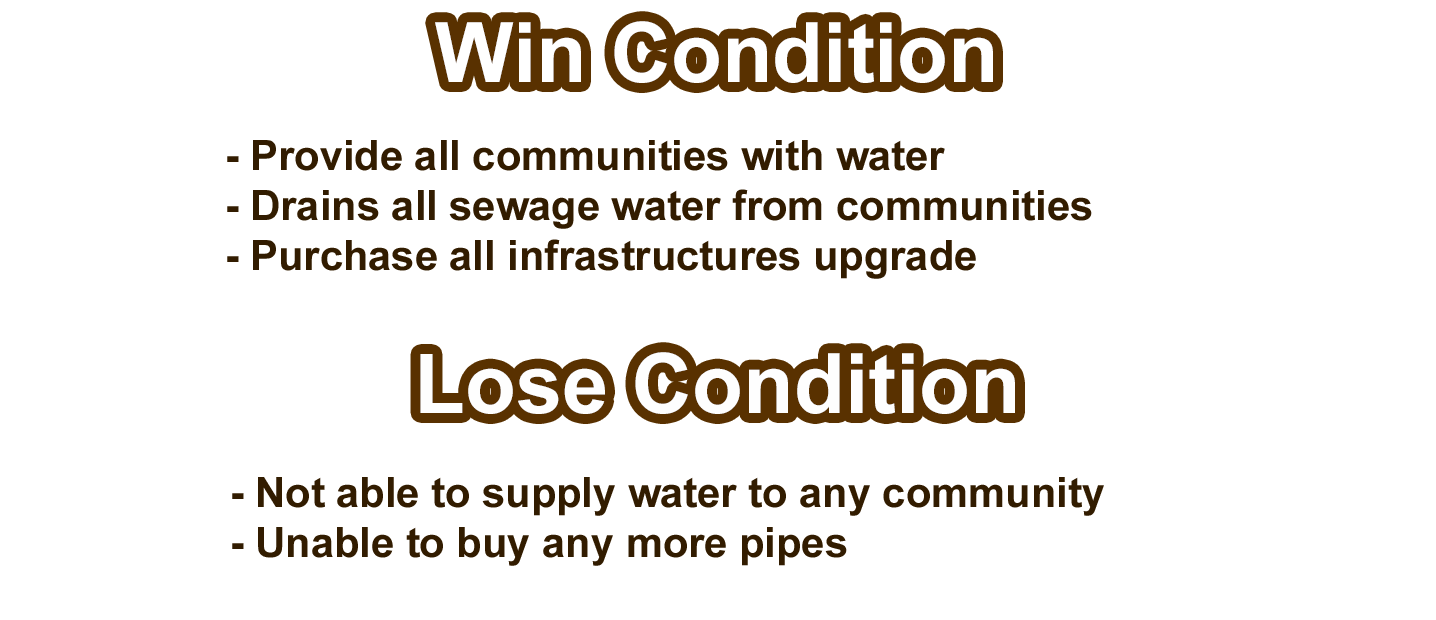 Win Condition
- Provide all communities with water
- Drains all sewage water from communities
- Purchase all infrastructures upgrade
Lose Condition
- Not able to supply water to any community
- Unable to buy any more pipes